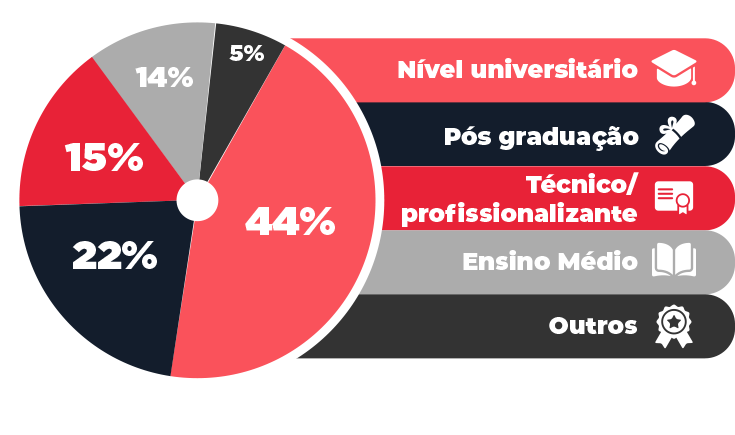 5%
14%
15%
44%
22%
Nível universitário
Pós graduação
Técnico/
profissionalizante
Ensino Médio
Outros